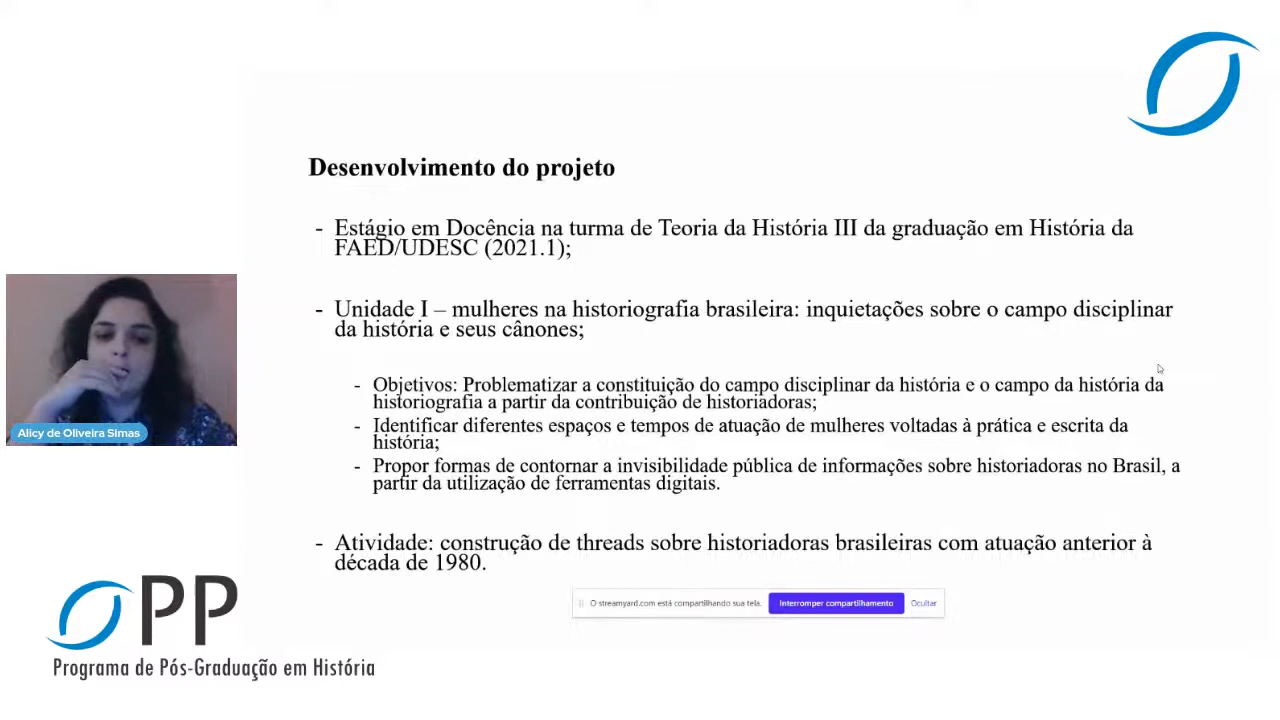 Desenvolvimento do projeto
- Estágio em Docência na turma de Teoria da História III da graduação em História da
FAED/UDESC (2021.1);
- Unidade I – mulheres na historiografia brasileira: inquietações sobre o campo disciplinar
da história e seus cânones;
- Objetivos: Problematizar a constituição do campo disciplinar da história e o campo da história da
historiografia a partir da contribuição de historiadoras;
- Identificar diferentes espaços e tempos de atuação de mulheres voltadas à prática e escrita da
história;
- Propor formas de contornar a invisibilidade pública de informações sobre historiadoras no Brasil, a
partir da utilização de ferramentas digitais.
- Atividade: construção de threads sobre historiadoras brasileiras com atuação anterior à
década de 1980.
Alicy de Oliveira Simas
O streamyard.com está compartilhando sua tela.
Interromper compartilhamento
Ocultar
PP
Programa de Pós-Graduação em História